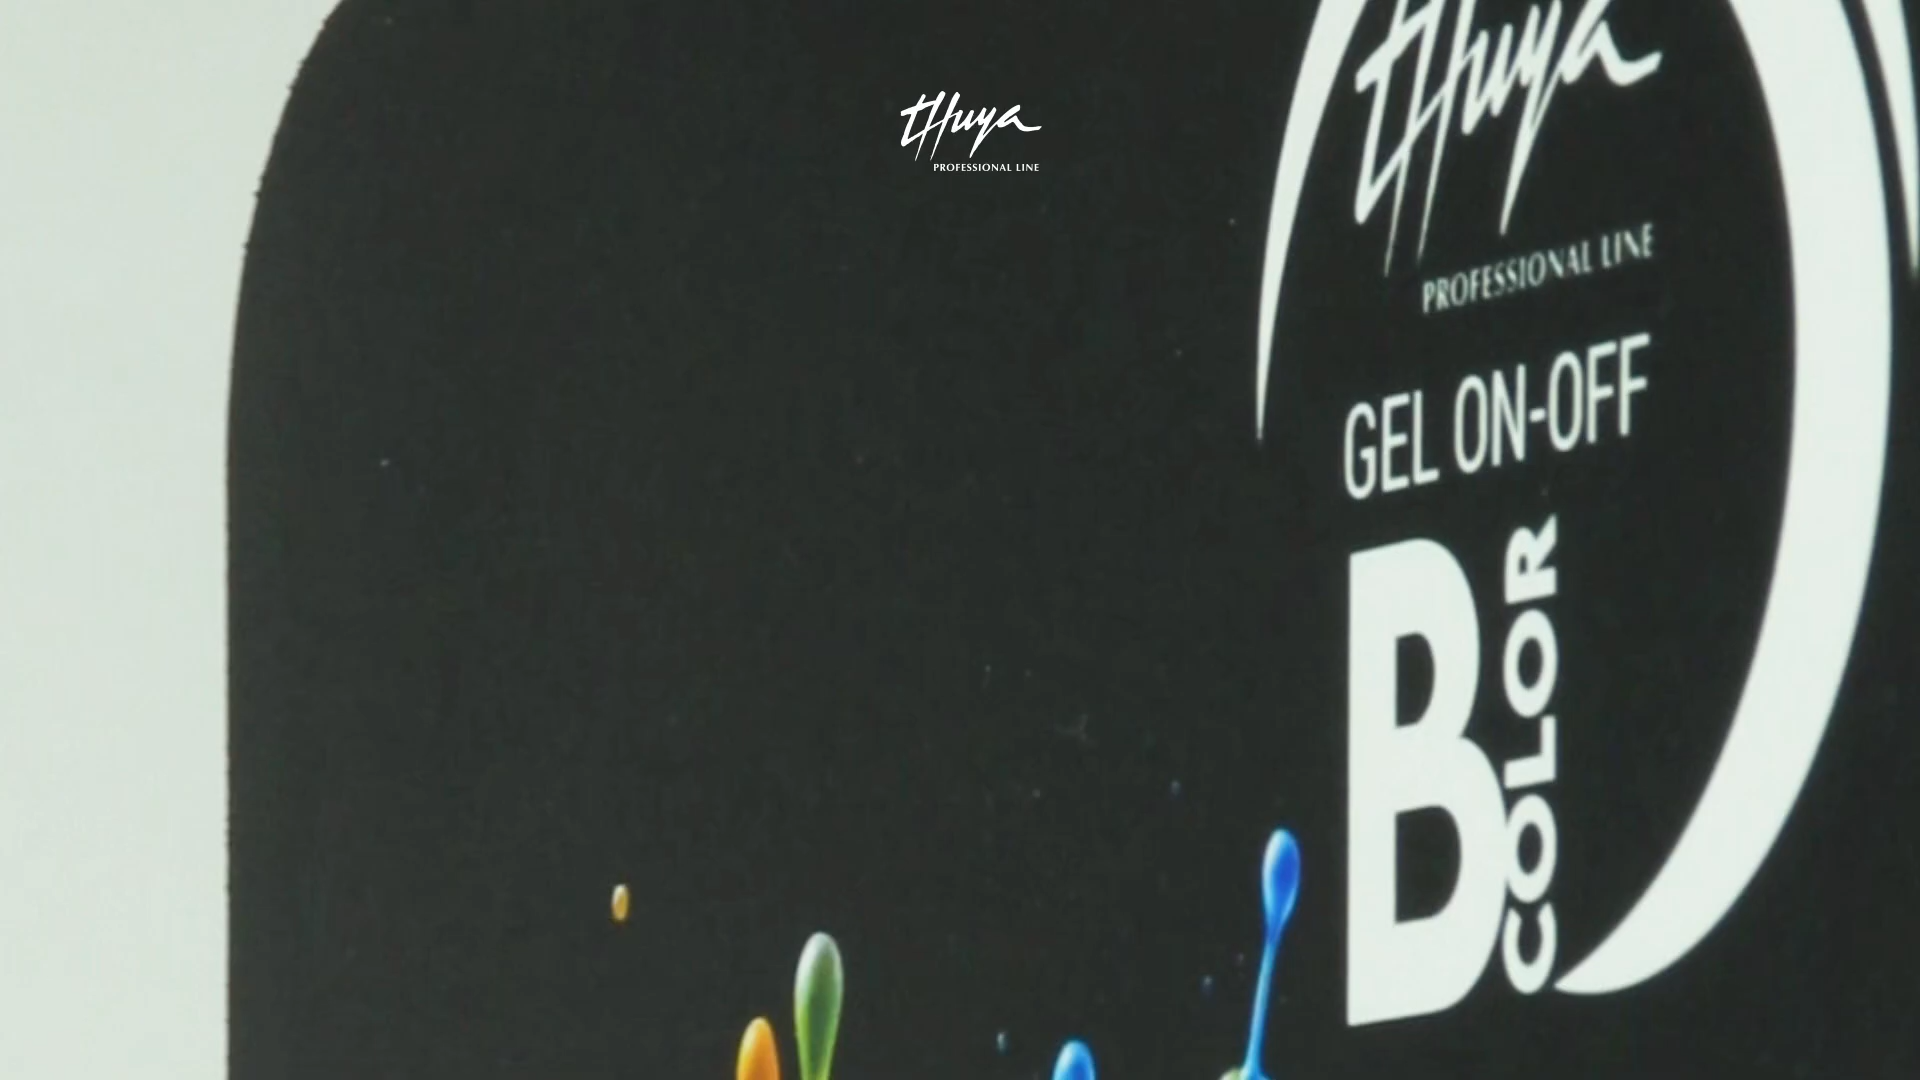 tHuya
PROFESSIONAL LINE
tHuya
PROFESSIONAL LINE
GEL ON-OFF
B
COLOR